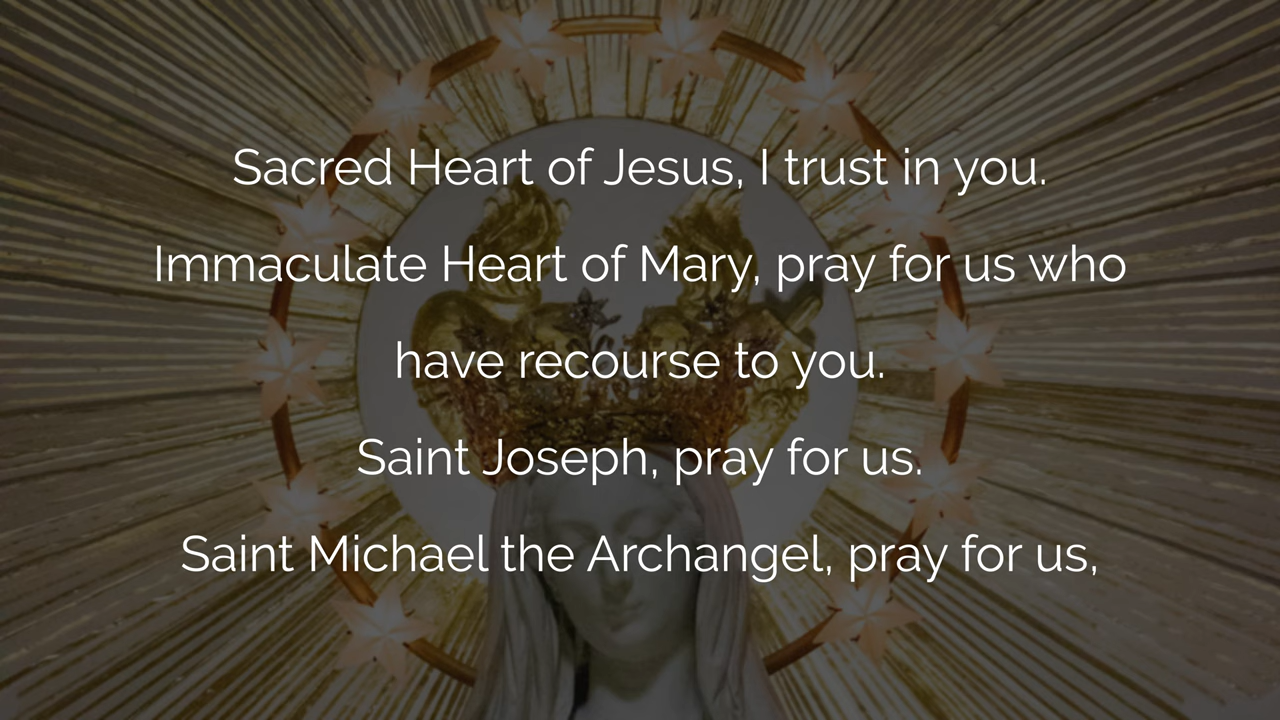 Sacred Heart of Jesus, I trust in you.
Immaculate Heart of Mary, pray for us who
have recourse to you.
Saint Joseph, pray for us.
Saint Michael the Archangel, pray for us,